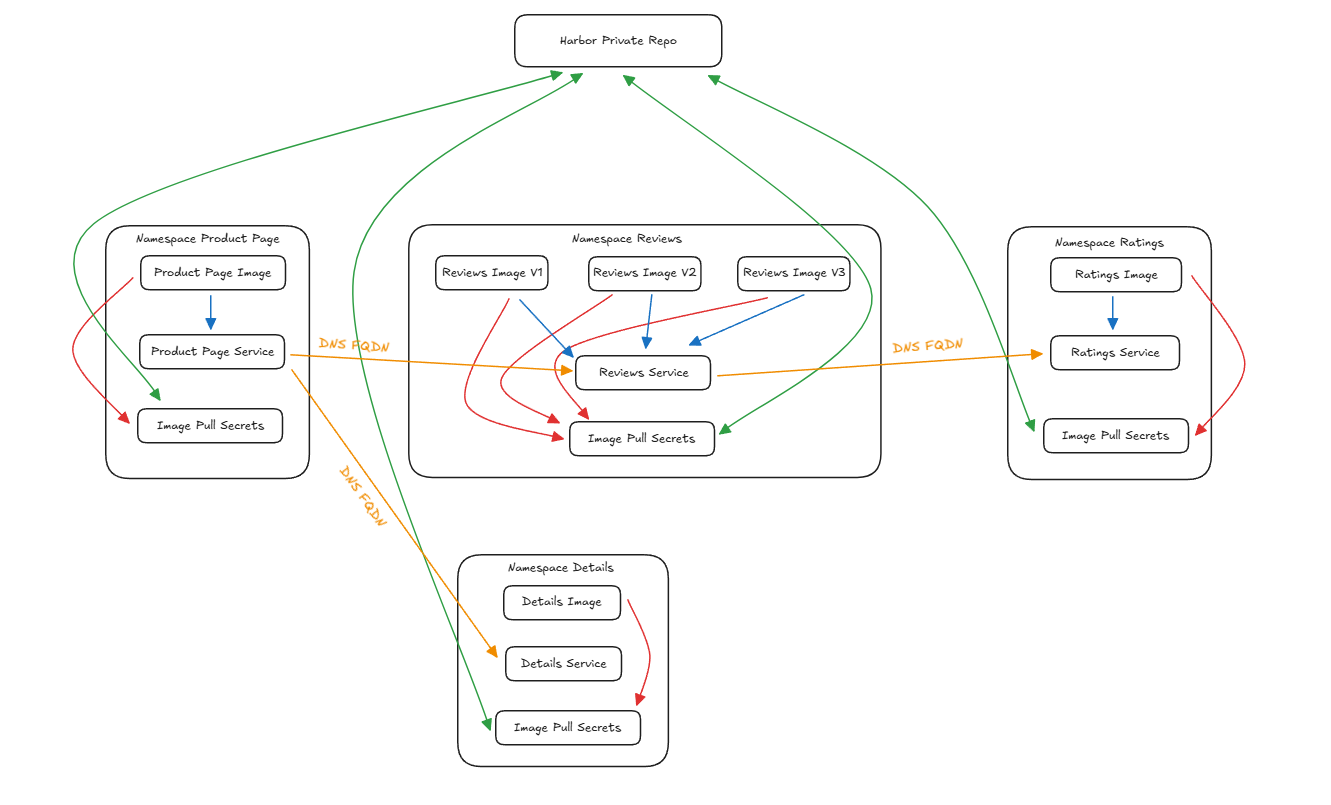 Harbor Private Repo
Namespace Product Page
Product Page Image
Product Page Service
Image Pull Secrets
DNS FQDN
DNS FQDN
Namespace Reviews
Reviews Image V1
Reviews Image V2
Reviews Image V3
Reviews Service
Image Pull Secrets
DNS FQDN
Namespace Ratings
Ratings Image
Ratings Service
Image Pull Secrets
Namespace Details
Details Image
Details Service
Image Pull Secrets